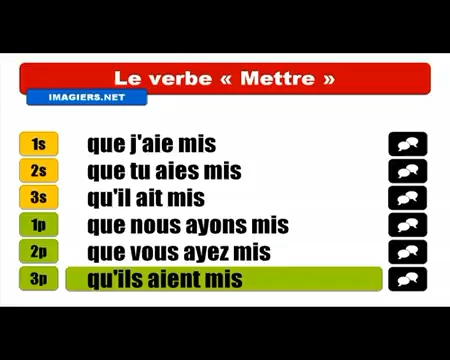 Le verbe « Mettre »
IMAGIERS.NET
1s que j'aie mis
2s que tu aies mis
3s qu'il ait mis
1p que nous ayons mis
2p que vous ayez mis
3p qu'ils aient mis